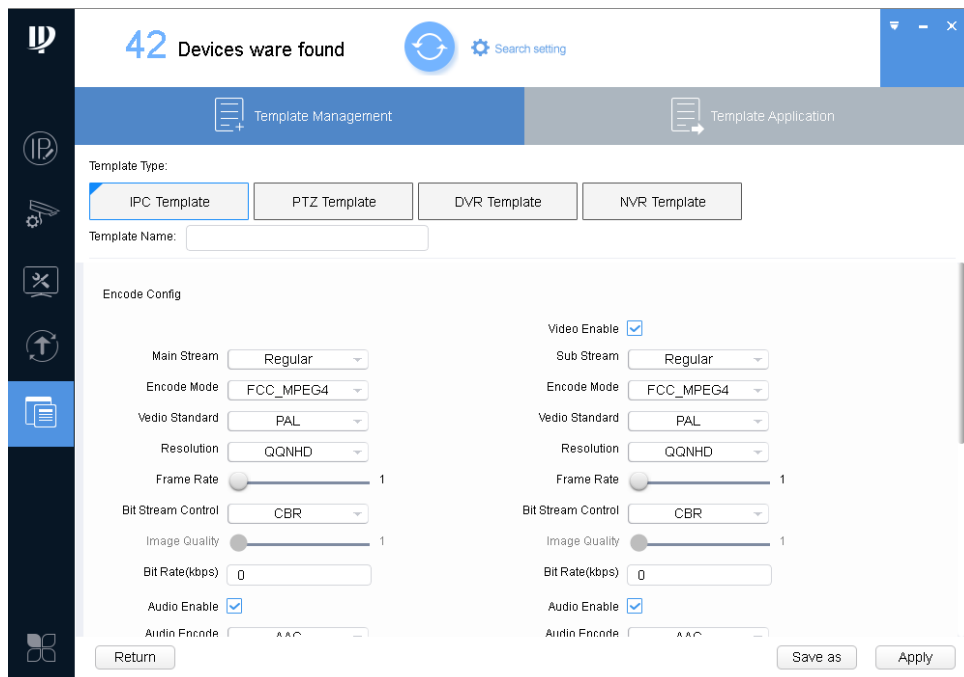 42 Devices ware found
Search setting
Template Management
Template Application
Template Type:
IPC Template PTZ Template DVR Template NVR Template
Template Name:
Encode Config
Video Enable
Main Stream Regular Sub Stream Regular
Encode Mode FCC_MPEG4 Encode Mode FCC_MPEG4
Vedio Standard PAL Vedio Standard PAL
Resolution QQNHD Resolution QQNHD
Frame Rate 1 Frame Rate 1
Bit Stream Control CBR Bit Stream Control CBR
Image Quality 1 Image Quality 1
Bit Rate(kbps) 0 Bit Rate(kbps) 0
Audio Enable Audio Enable
Audio Encode AAC Audio Encode AAC
Return Save as Apply